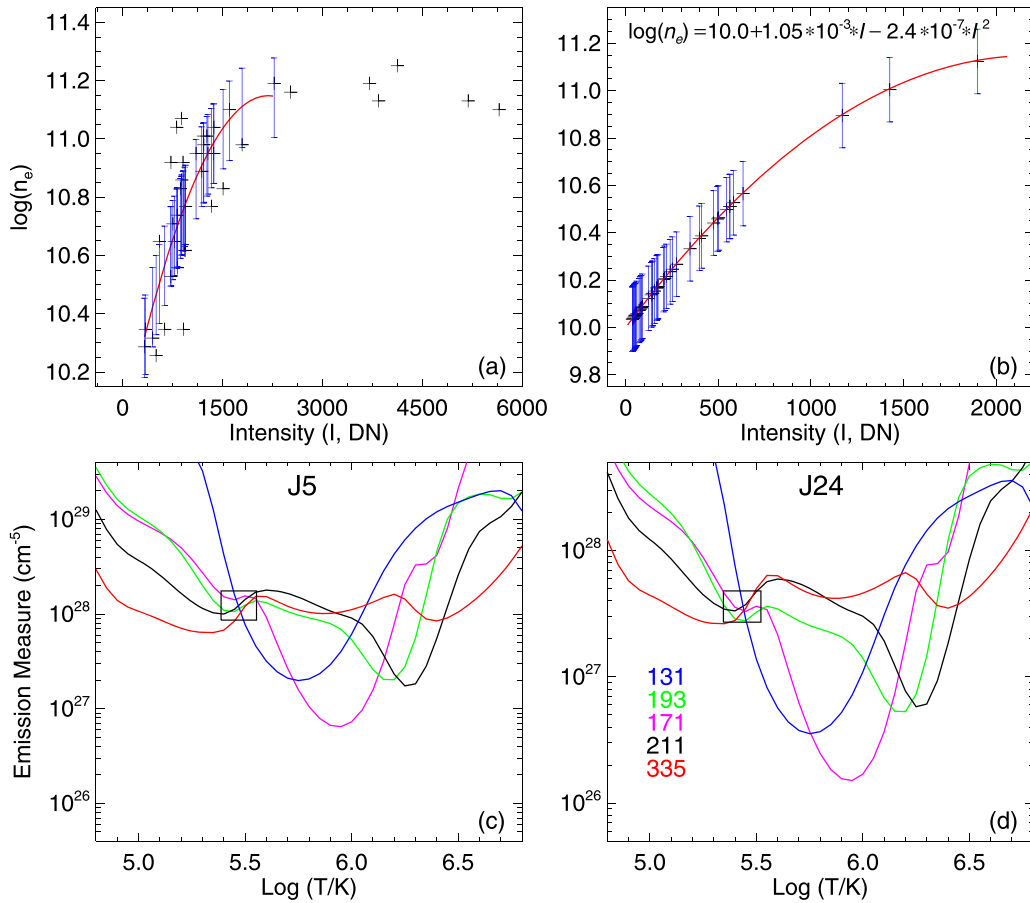 11.4
11.2
11.0
10.8
10.6
10.4
10.2
log(nₑ)
(a)
0 1500 3000 4500 6000
Intensity (I, DN)
log(nₑ)=10.0+1.05*10⁻³*I−2.4*10⁻⁷*I²
11.2
11.0
10.8
10.6
10.4
10.2
10.0
9.8
(b)
0 500 1000 1500 2000
Intensity (I, DN)
J5
10²⁹
10²⁸
10²⁷
10²⁶
Emission Measure (cm⁻⁵)
(c)
5.0 5.5 6.0 6.5
Log (T/K)
J24
10²⁸
10²⁷
10²⁶
131
193
171
211
335
(d)
5.0 5.5 6.0 6.5
Log (T/K)